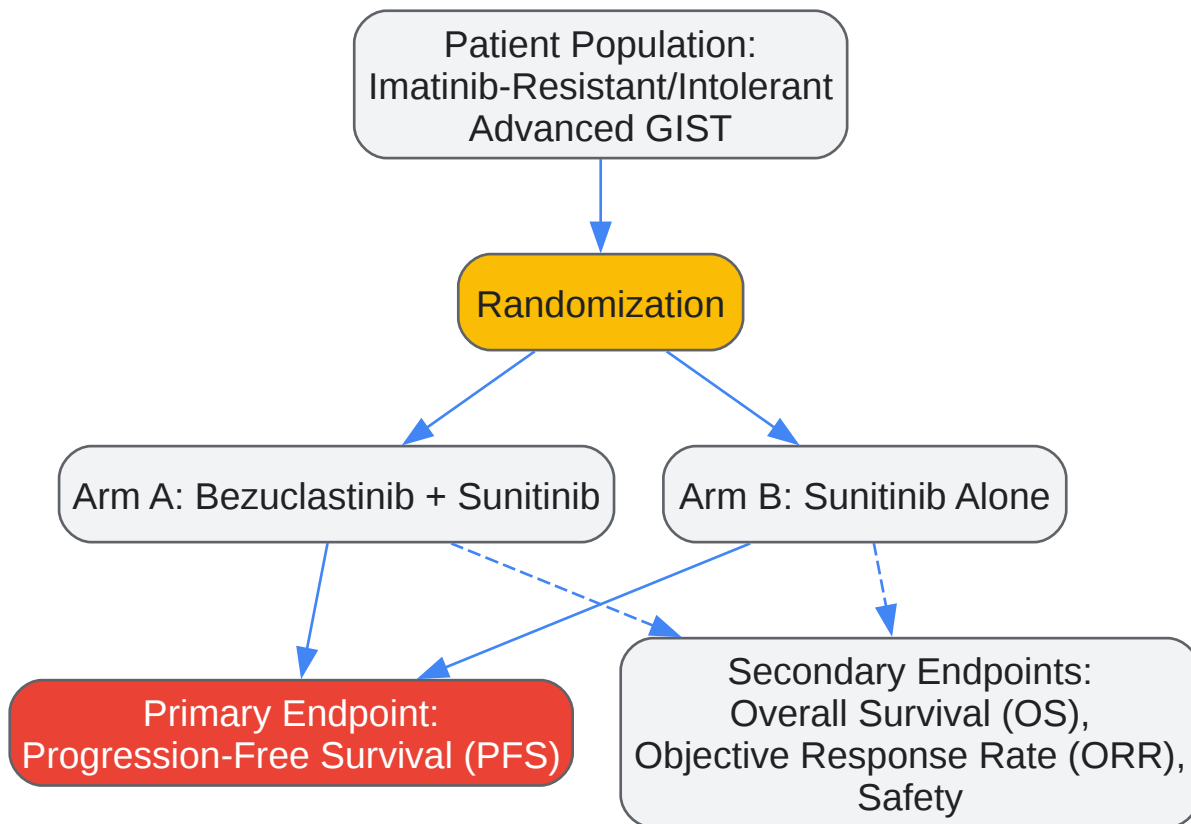 Patient Population:
Imatinib-Resistant/Intolerant
Advanced GIST
Randomization
Arm A: Bezuclastinib + Sunitinib
Arm B: Sunitinib Alone
Primary Endpoint:
Progression-Free Survival (PFS)
Secondary Endpoints:
Overall Survival (OS),
Objective Response Rate (ORR),
Safety